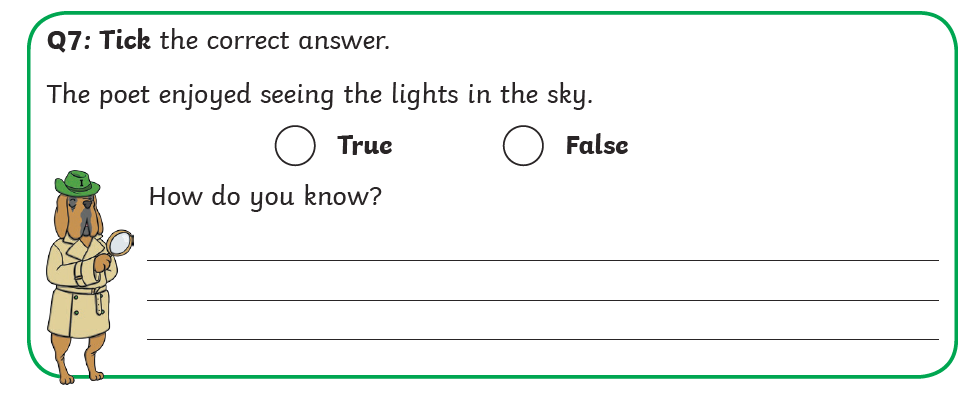 Q7: Tick the correct answer.
The poet enjoyed seeing the lights in the sky.
True False
How do you know?
I